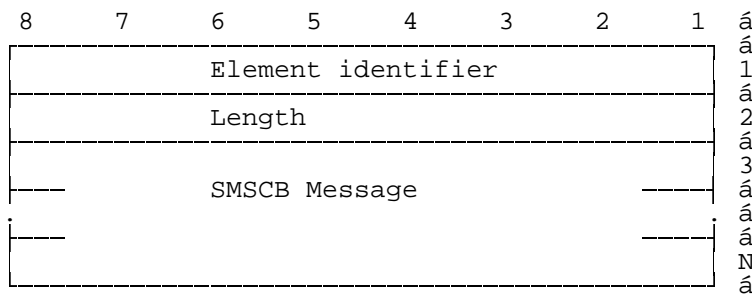 8 7 6 5 4 3 2 1 á
á
Element identifier 1
á
Length 2
á
3
SMSCB Message á
á
á
N
á